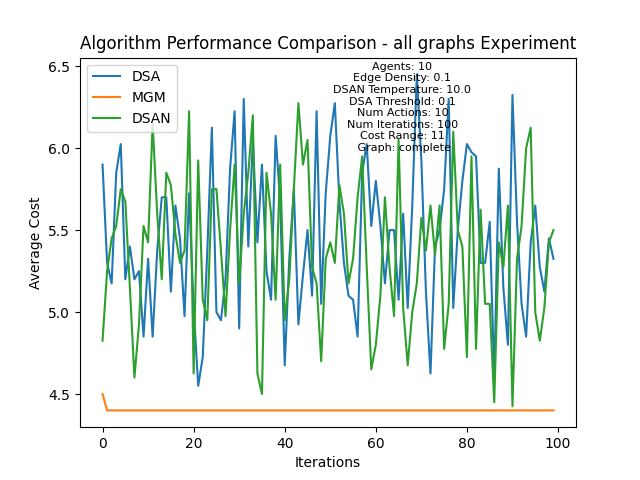 Algorithm Performance Comparison - all graphs Experiment
DSA
MGM
DSAN
Agents: 10
Edge Density: 0.1
DSAN Temperature: 10.0
DSA Threshold: 0.1
Num Actions: 10
Num Iterations: 100
Cost Range: 11
Graph: complete
Average Cost
6.5
6.0
5.5
5.0
4.5
0 20 40 60 80 100
Iterations